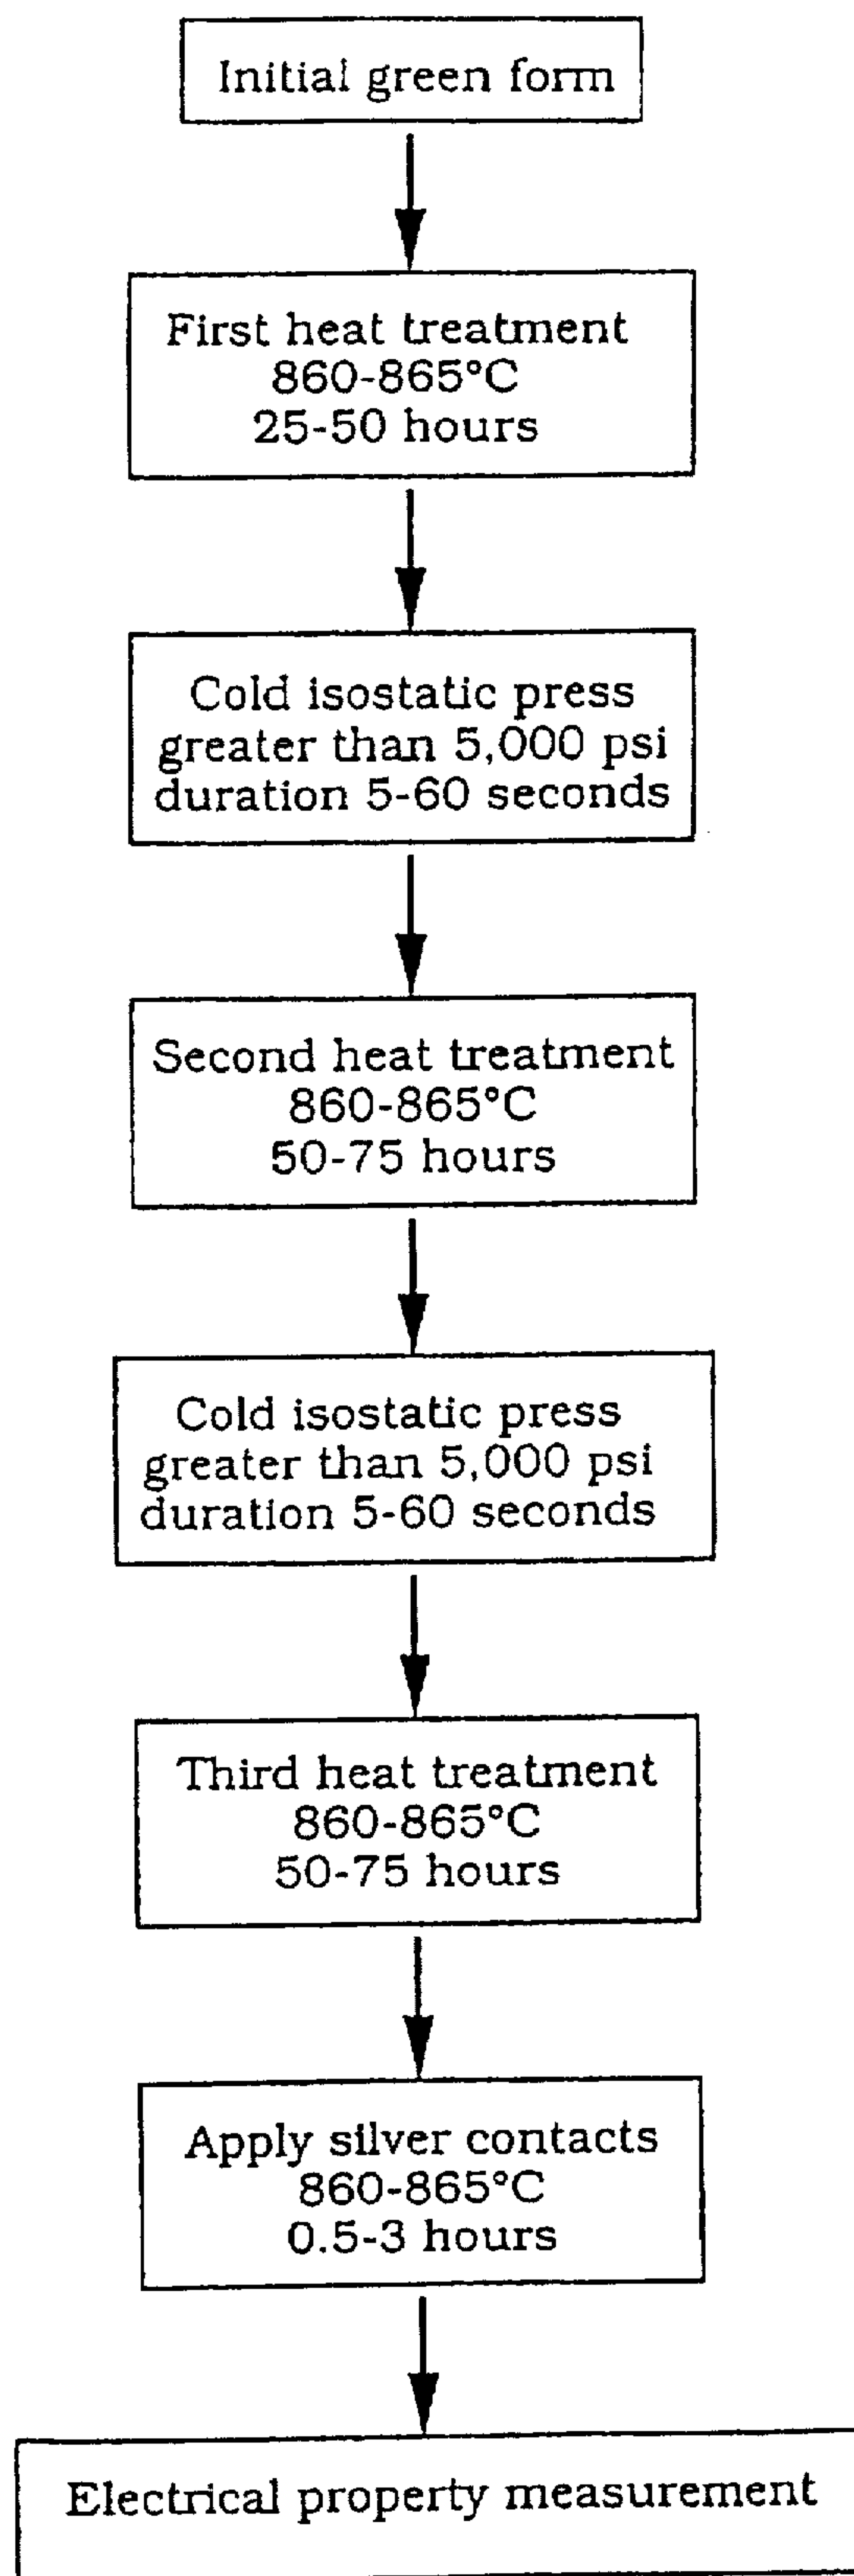 Initial green form
First heat treatment
860-865°C
25-50 hours
Cold isostatic press
greater than 5,000 psi
duration 5-60 seconds
Second heat treatment
860-865°C
50-75 hours
Cold isostatic press
greater than 5,000 psi
duration 5-60 seconds
Third heat treatment
860-865°C
50-75 hours
Apply silver contacts
860-865°C
0.5-3 hours
Electrical property measurement